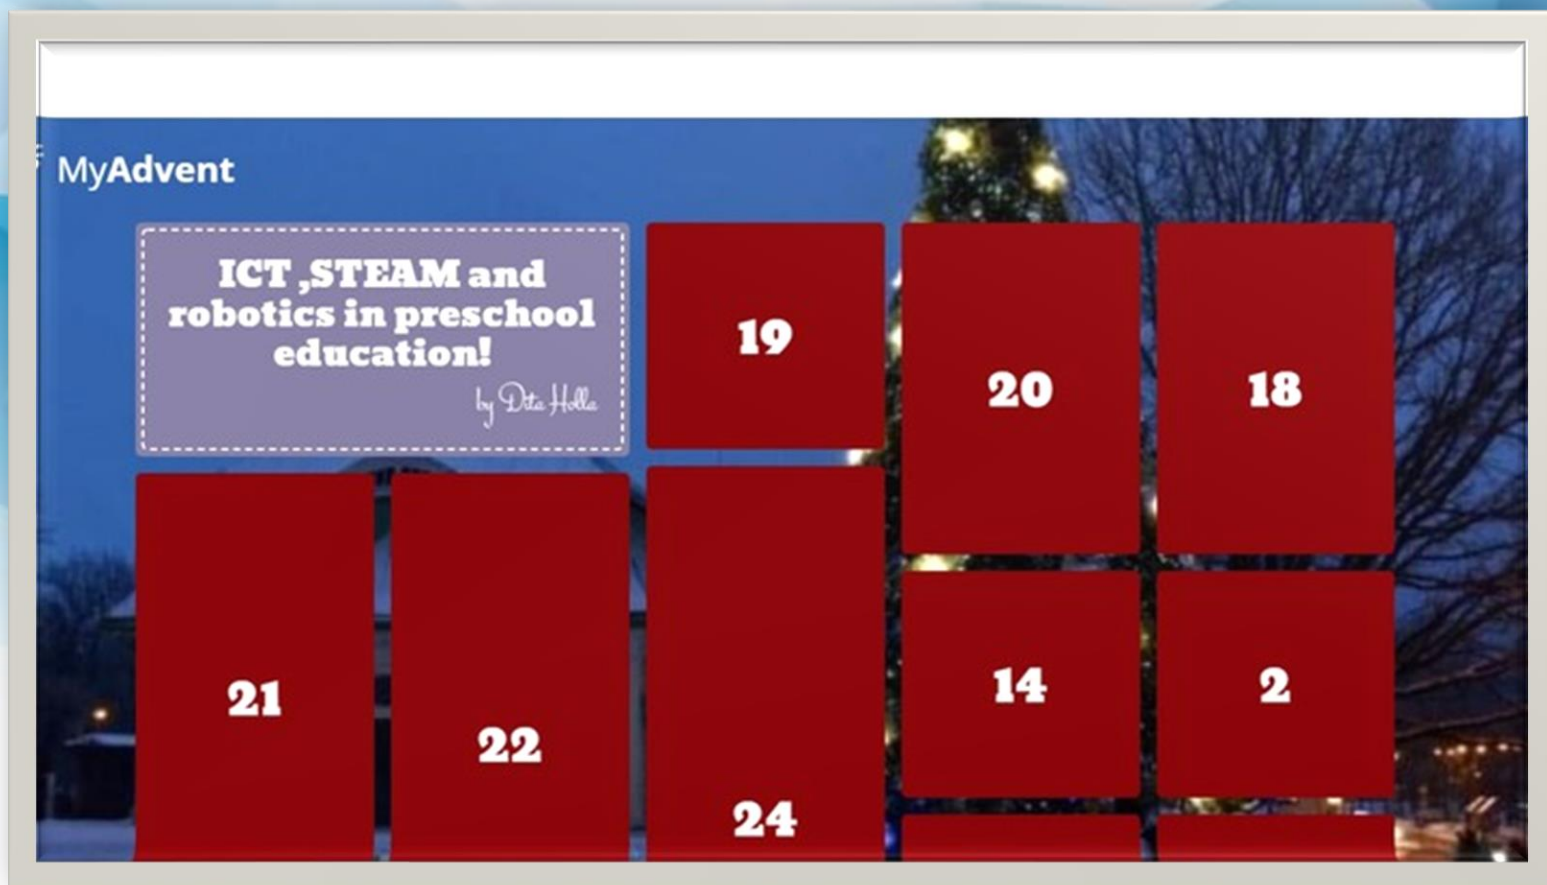 MyAdvent
ICT ,STEAM and
robotics in preschool
education!
by Dita Holla
19
20
18
21
22
24
14
2